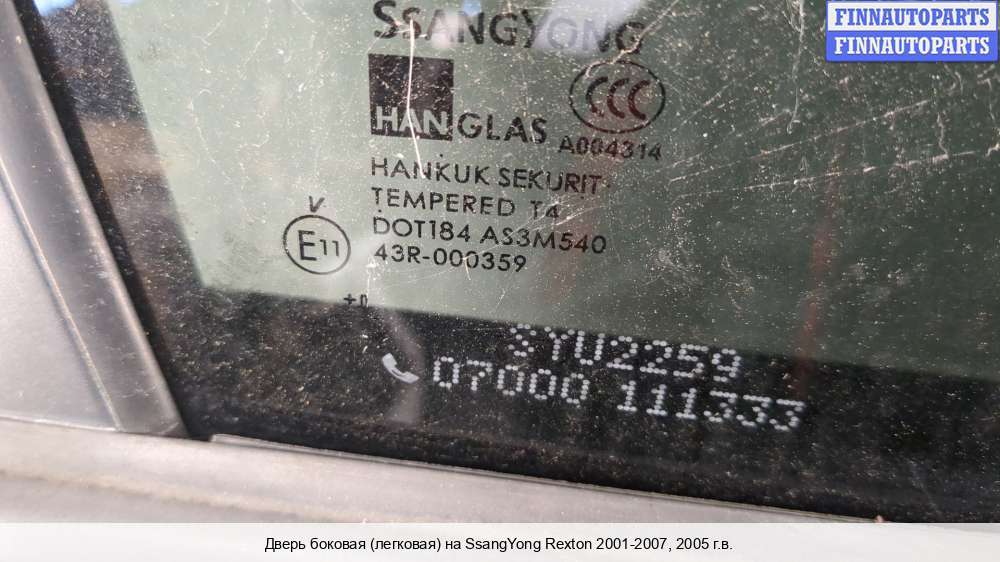 FINNAUTOPARTS
FINNAUTOPARTS
SSANGYONG
CCC
HANGLAS
A004314
HANKUK SEKURIT
TEMPERED T4
V
DOT184 AS3M540
E11
43R-000359
SYU2259
07000 111333
Дверь боковая (легковая) на SsangYong Rexton 2001-2007, 2005 г.в.